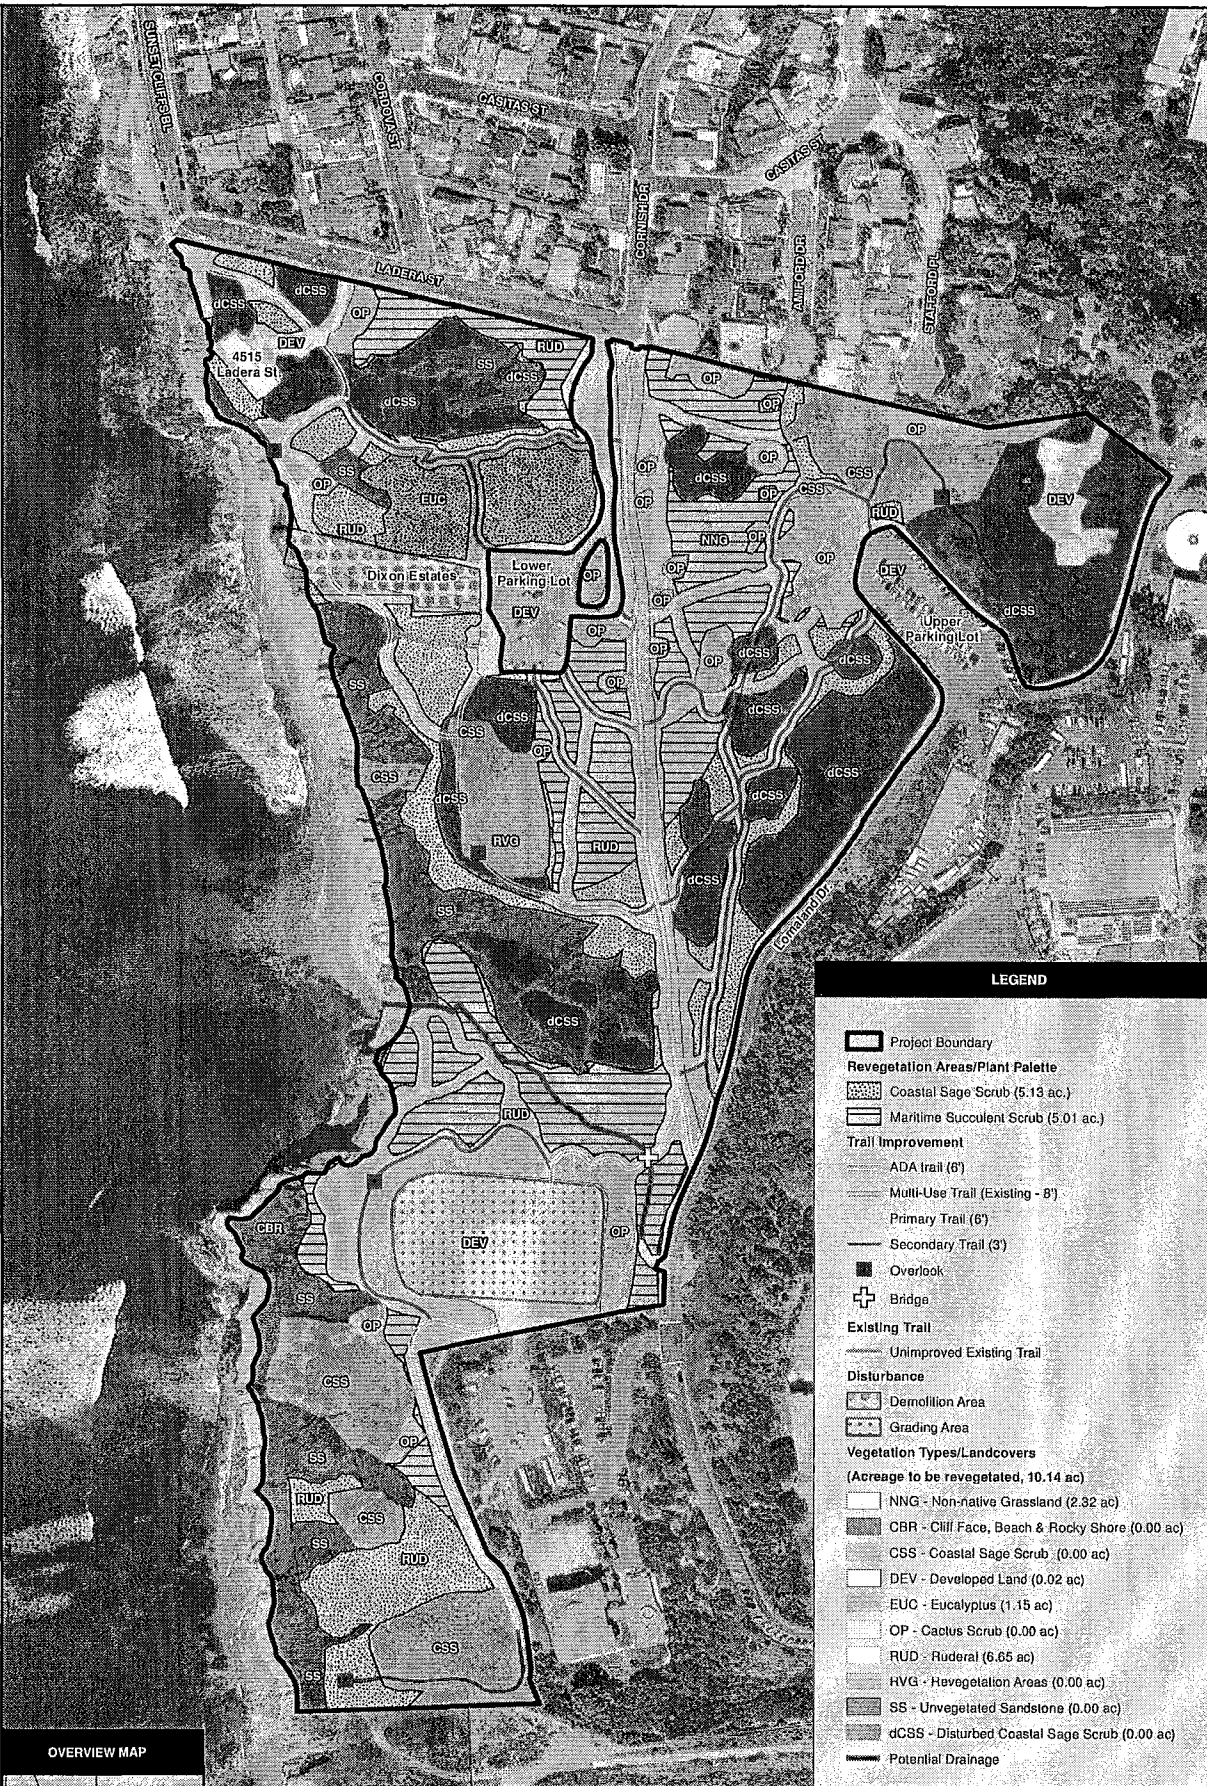 SUNSET CLIFFS BL
CORDOVA ST
CASITAS ST
CASITAS ST
CORNISH DR
AMIFORD DR
STAFFORD PL
LADERA ST
dCSS
dCSS
OP
DEV
4515
Ladera St
SS
RUD
dCSS
dCSS
OP
OP
OP
CSS
OP
dCSS
OP
OP
CSS
DEV
SS
OP
EUC
OP
OP
RUD
RUD
NNG
OP
OP
Dixon Estates
Lower
Parking Lot
OP
OP
DEV
DEV
OP
dCSS
Upper
Parking Lot
OP
OP
OP
dCSS
dCSS
SS
OP
dCSS
dCSS
CSS
OP
CSS
dCSS
dCSS
dCSS
RVG
RUD
dCSS
Lomaland Dr.
SS
dCSS
RUD
CBR
DEV
OP
SS
OP
CSS
OP
SS
RUD
CSS
SS
RUD
CSS
SS
OVERVIEW MAP
LEGEND
Project Boundary
Revegetation Areas/Plant Palette
Coastal Sage Scrub (5.13 ac.)
Maritime Succulent Scrub (5.01 ac.)
Trail Improvement
ADA trail (6')
Multi-Use Trail (Existing - 8')
Primary Trail (6')
Secondary Trail (3')
Overlook
Bridge
Existing Trail
Unimproved Existing Trail
Disturbance
Demolition Area
Grading Area
Vegetation Types/Landcovers
(Acreage to be revegetated, 10.14 ac)
NNG - Non-native Grassland (2.32 ac)
CBR - Cliff Face, Beach & Rocky Shore (0.00 ac)
CSS - Coastal Sage Scrub (0.00 ac)
DEV - Developed Land (0.02 ac)
EUC - Eucalyptus (1.15 ac)
OP - Cactus Scrub (0.00 ac)
RUD - Ruderal (6.65 ac)
RVG - Revegetation Areas (0.00 ac)
SS - Unvegetated Sandstone (0.00 ac)
dCSS - Disturbed Coastal Sage Scrub (0.00 ac)
Potential Drainage